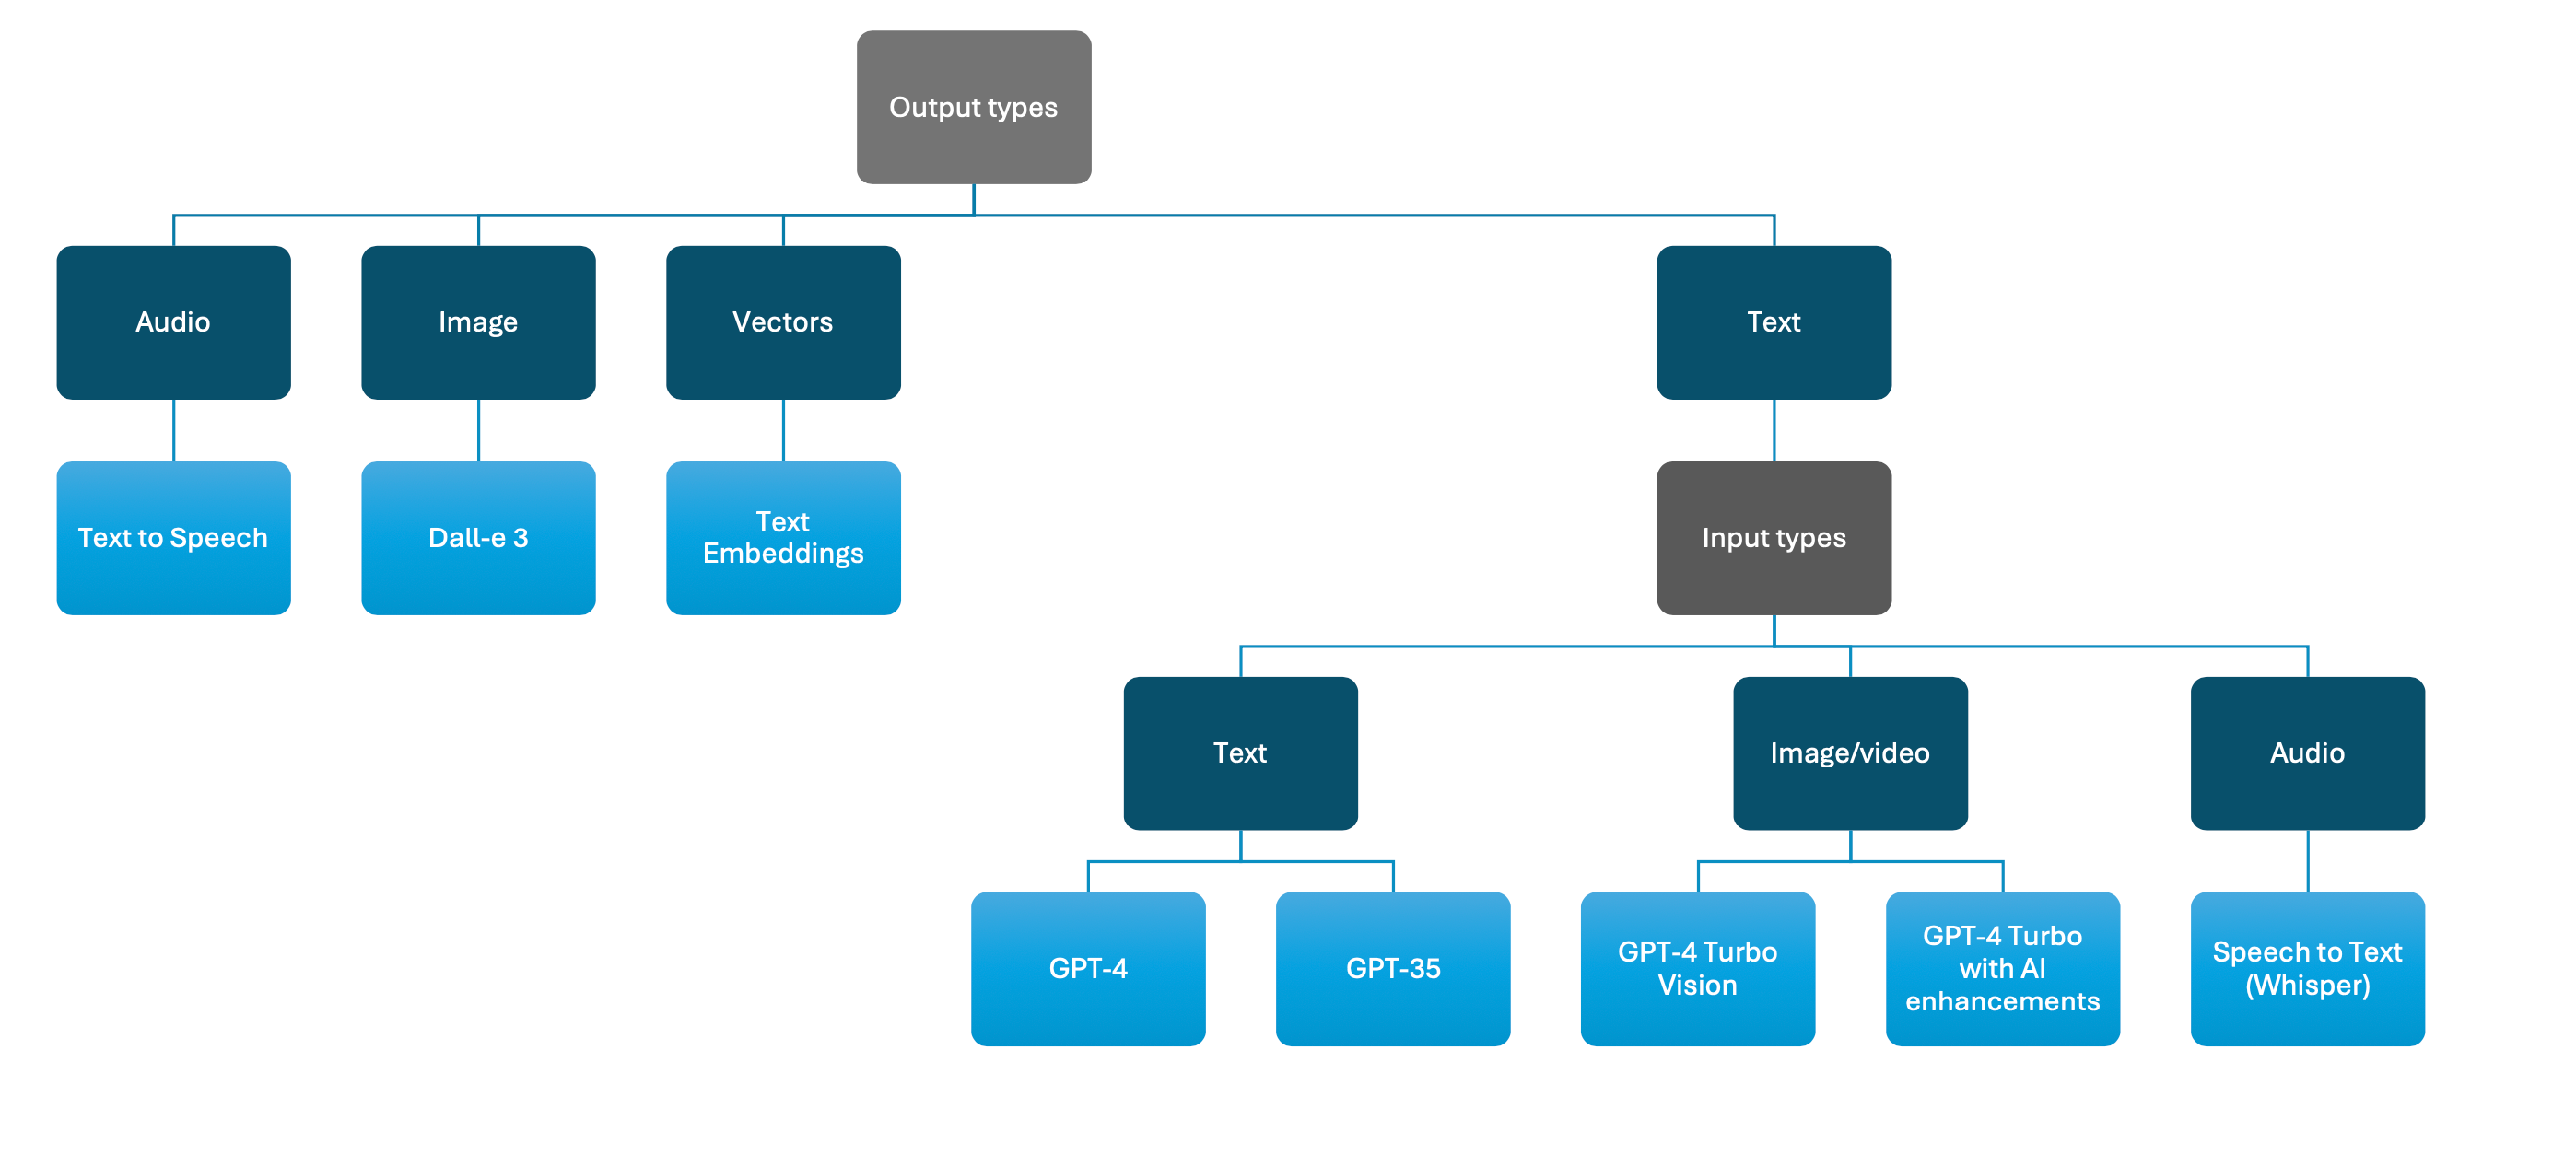 Output types
Audio
Image
Vectors
Text
Text to Speech
Dall-e 3
Text
Embeddings
Input types
Text
Image/video
Audio
GPT-4
GPT-35
GPT-4 Turbo
Vision
GPT-4 Turbo
with AI
enhancements
Speech to Text
(Whisper)